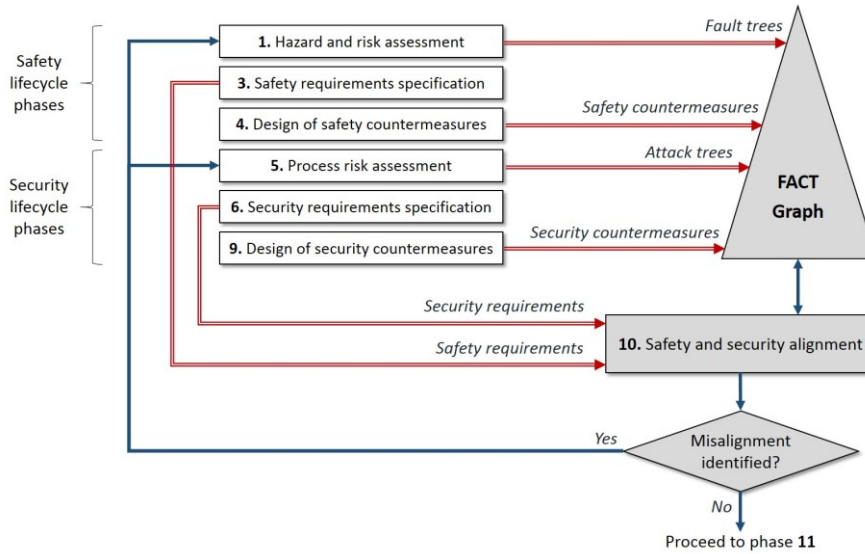 Safety
lifecycle
phases
Security
lifecycle
phases
1. Hazard and risk assessment
3. Safety requirements specification
4. Design of safety countermeasures
5. Process risk assessment
6. Security requirements specification
9. Design of security countermeasures
Fault trees
Safety countermeasures
Attack trees
Security countermeasures
FACT
Graph
Security requirements
Safety requirements
10. Safety and security alignment
Yes
Misalignment
identified?
No
Proceed to phase 11